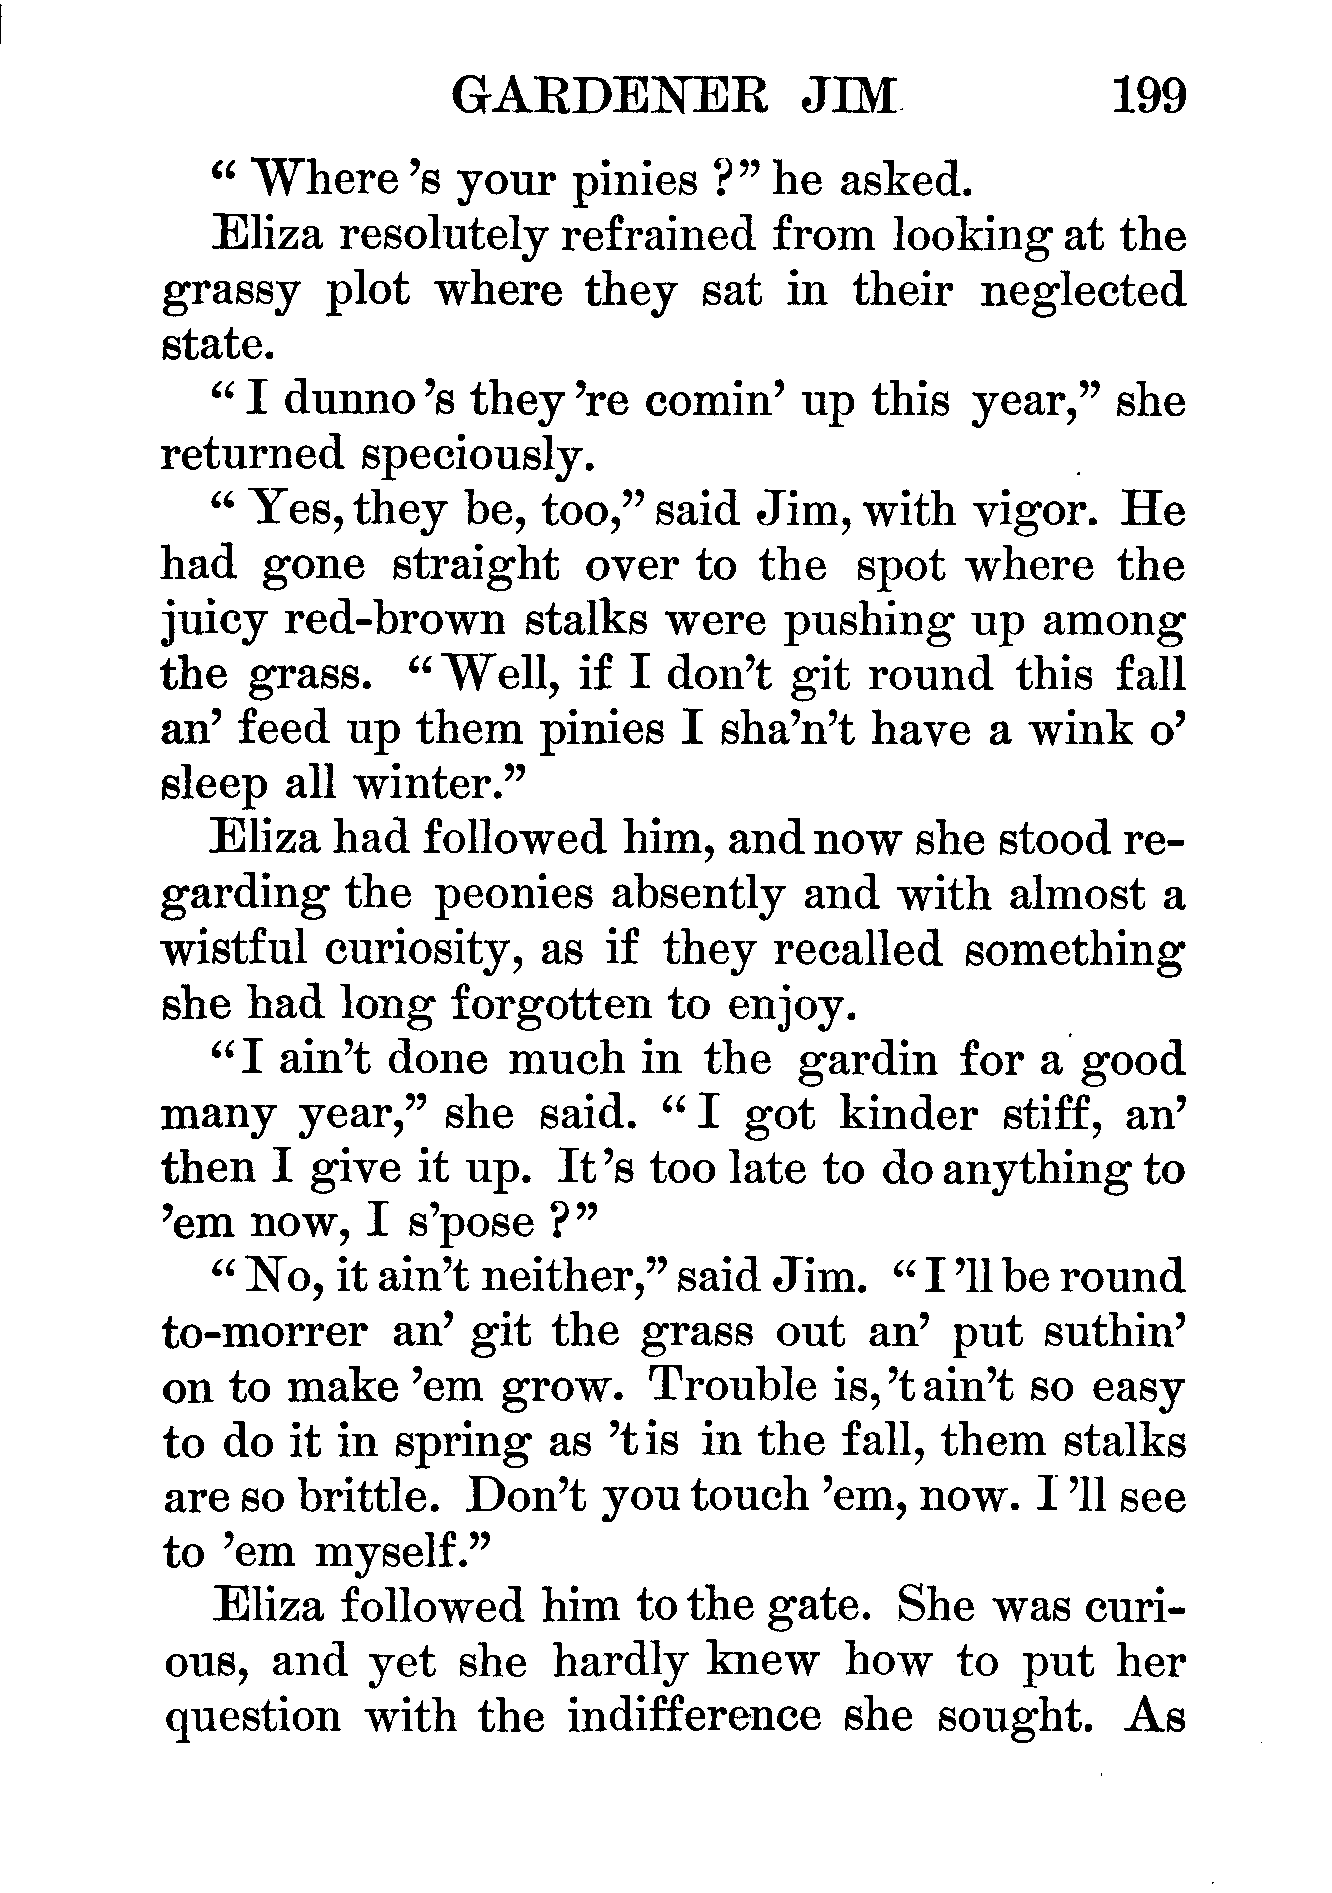 GARDENER JIM 199
“ Where ’s your pinies ?” he asked.
Eliza resolutely refrained from looking at the
grassy plot where they sat in their neglected
state.
“ I dunno ’s they ’re comin’ up this year,” she
returned speciously.
“ Yes, they be, too,” said Jim, with vigor. He
had gone straight over to the spot where the
juicy red-brown stalks were pushing up among
the grass. “ Well, if I don’t git round this fall
an’ feed up them pinies I sha’n’t have a wink o’
sleep all winter.”
Eliza had followed him, and now she stood re-
garding the peonies absently and with almost a
wistful curiosity, as if they recalled something
she had long forgotten to enjoy.
“ I ain’t done much in the gardin for a good
many year,” she said. “ I got kinder stiff, an’
then I give it up. It ’s too late to do anything to
’em now, I s’pose ?”
“ No, it ain’t neither,” said Jim. “ I ’ll be round
to-morrer an’ git the grass out an’ put suthin’
on to make ’em grow. Trouble is, ’t ain’t so easy
to do it in spring as ’t is in the fall, them stalks
are so brittle. Don’t you touch ’em, now. I ’ll see
to ’em myself.”
Eliza followed him to the gate. She was curi-
ous, and yet she hardly knew how to put her
question with the indifference she sought. As